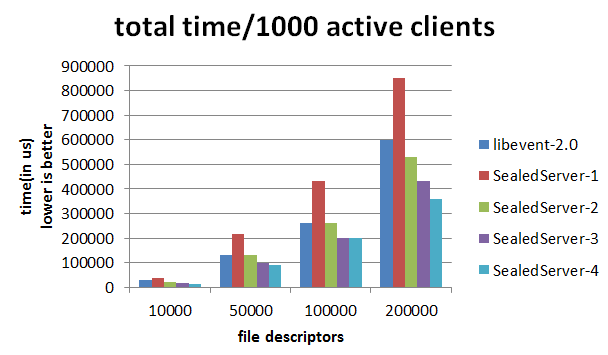 total time/1000 active clients
900000
800000
700000
600000
500000
400000
300000
200000
100000
0
time(in us)
lower is better
10000 50000 100000 200000
file descriptors
libevent-2.0
SealedServer-1
SealedServer-2
SealedServer-3
SealedServer-4